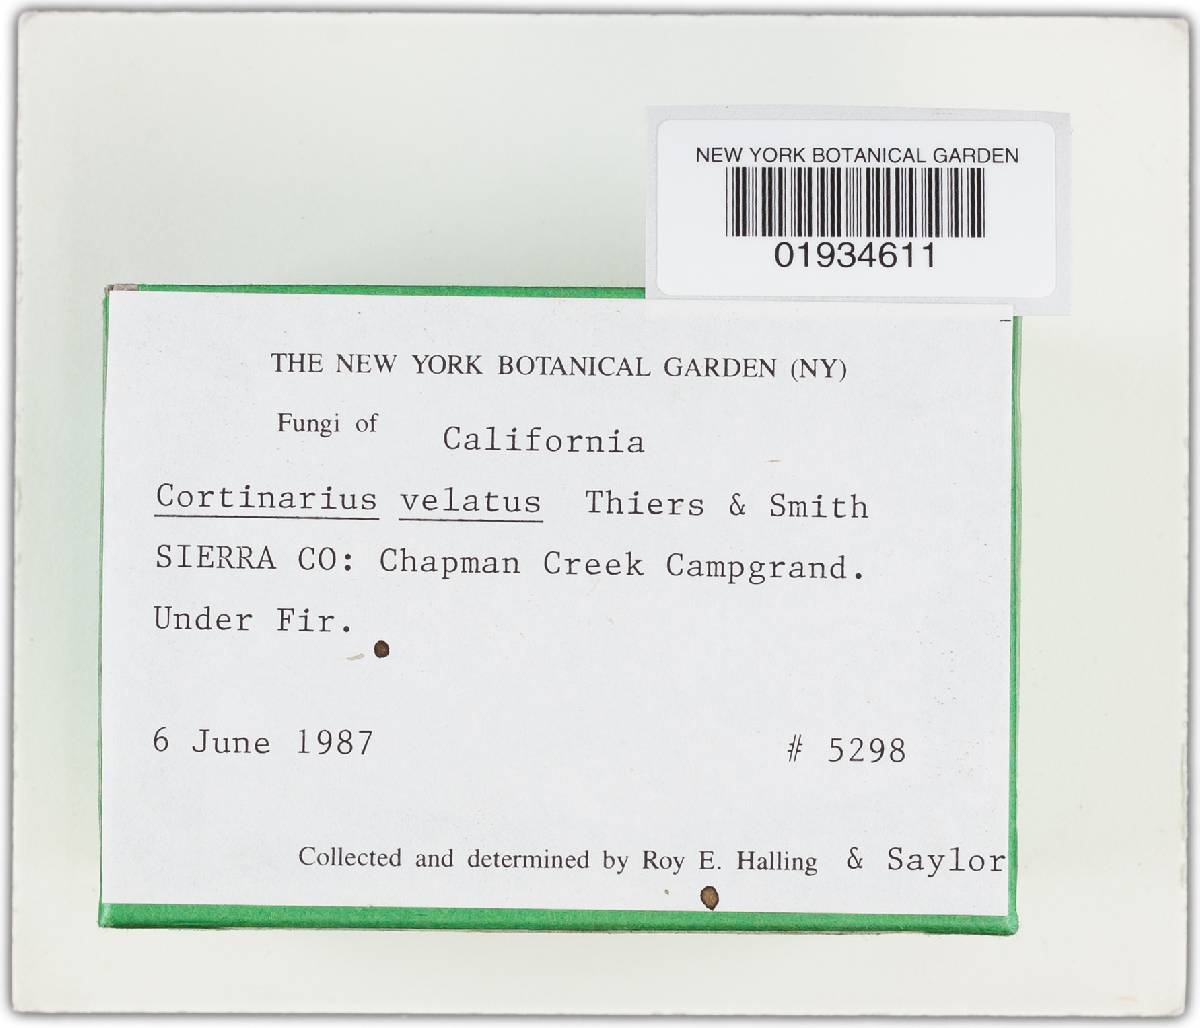 NEW YORK BOTANICAL GARDEN
01934611
THE NEW YORK BOTANICAL GARDEN (NY)
Fungi of California
Cortinarius velatus Thiers & Smith
SIERRA CO: Chapman Creek Campgrand.
Under Fir.
6 June 1987 # 5298
Collected and determined by Roy E. Halling & Saylor